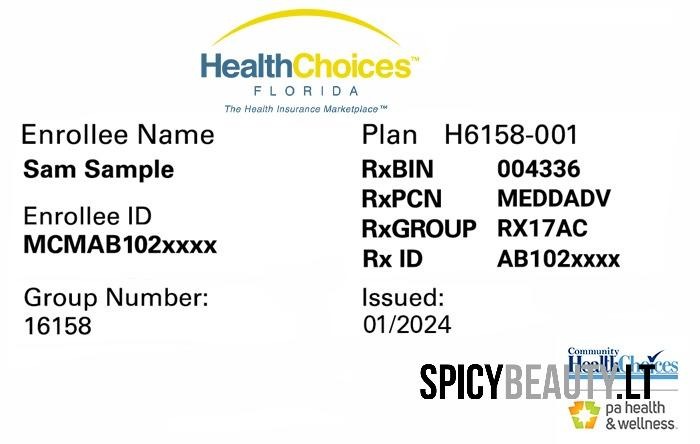 HealthChoices™
FLORIDA
The Health Insurance Marketplace™
Enrollee Name
Sam Sample
Enrollee ID
MCMAB102xxxx
Group Number:
16158
Plan H6158-001
RxBIN 004336
RxPCN MEDDADV
RxGROUP RX17AC
Rx ID AB102xxxx
Issued:
01/2024
Community
HealthChoices
SPICYBEAUTY.LT
pa health
& wellness.